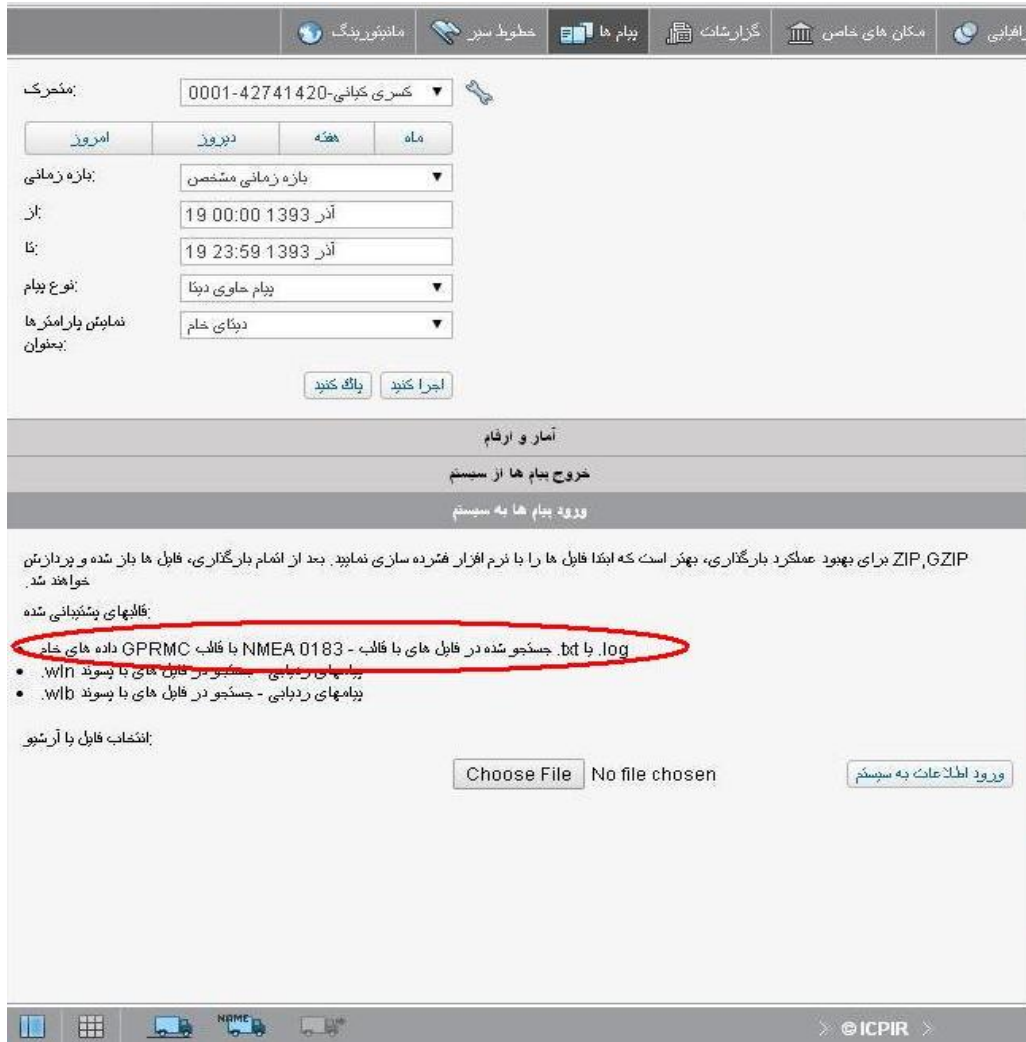 مانیتورینگ خطوط سیر پیام ها گزارشات مکان های خاص رافیایی
متحرک:
کسری کیانی-42741420-0001
امروز دیروز هفته ماه
بازه زمانی:
بازه زمانی مشخص
از:
19 آذر 1393 00:00
تا:
19 آذر 1393 23:59
نوع پیام:
پیام حاوی دیتا
نمایش پارامترها
بعنوان:
دیتای خام
پاک کنید اجرا کنید
آمار و ارقام
خروج پیام ها از سیستم
ورود پیام ها به سیستم
ZIP,GZIP برای بهبود عملکرد بارگذاری، بهتر است که ابتدا فایل ها را با نرم افزار فشرده سازی نمایید. بعد از اتمام بارگذاری، فایل ها باز شده و پردازش
خواهند شد.
قالبهای پشتیبانی شده:
.log یا .txt جستجو شده در فایل های با قالب - NMEA 0183 با قالب GPRMC داده های خام
پیامهای ردیابی - جستجو در فایل های با پسوند .wln
پیامهای ردیابی - جستجو در فایل های با پسوند .wlb
انتخاب فایل یا آرشیو:
Choose File No file chosen ورود اطلاعات به سیستم
NAME
© ICPIR